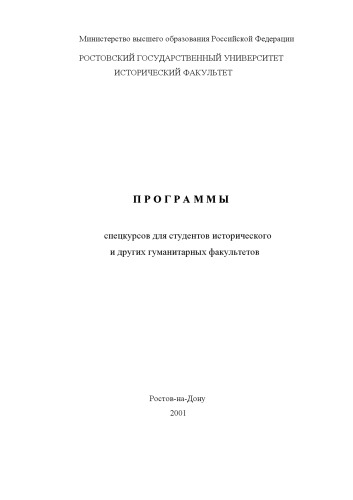 Министерство высшего образования Российской Федерации
РОСТОВСКИЙ ГОСУДАРСТВЕННЫЙ УНИВЕРСИТЕТ
ИСТОРИЧЕСКИЙ ФАКУЛЬТЕТ
ПРОГРАММЫ
спецкурсов для студентов исторического
и других гуманитарных факультетов
Ростов-на-Дону
2001